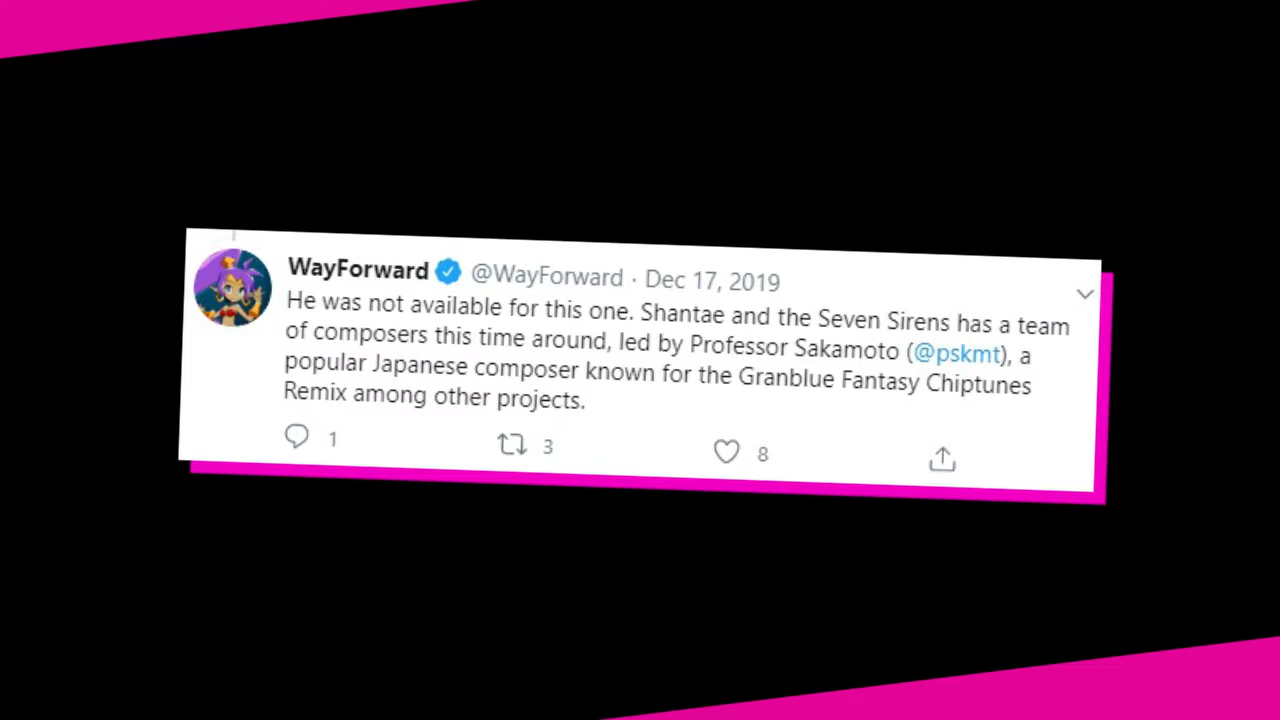 WayForward @WayForward · Dec 17, 2019
He was not available for this one. Shantae and the Seven Sirens has a team
of composers this time around, led by Professor Sakamoto (@pskmt), a
popular Japanese composer known for the Granblue Fantasy Chiptunes
Remix among other projects.
1 3 8